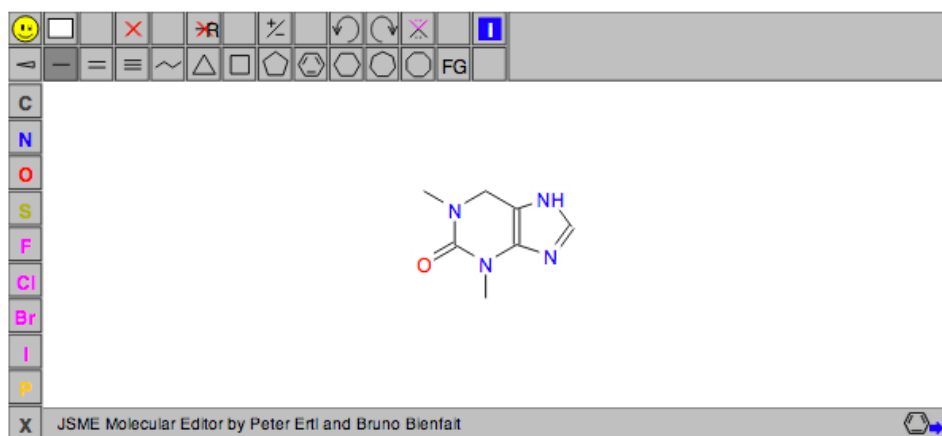 R
+/-
I
FG
C
N
O
S
F
Cl
Br
I
P
X
N
NH
O
N
N
JSME Molecular Editor by Peter Ertl and Bruno Bienfait